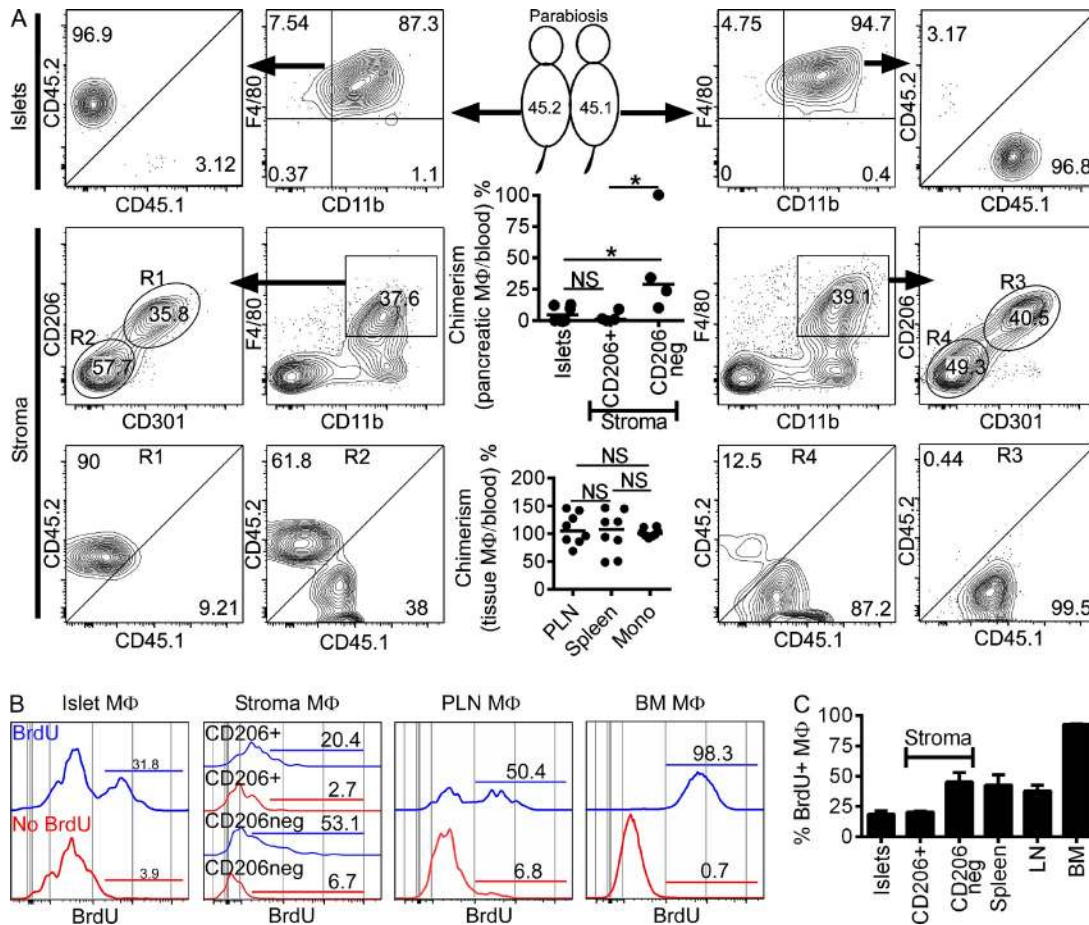 A
Islets
CD45.2
96.9
3.12
CD45.1
F4/80
7.54
87.3
0.37
1.1
CD11b
Parabiosis
45.2
45.1
F4/80
4.75
94.7
0
0.4
CD11b
CD45.2
3.17
96.8
CD45.1
Stroma
CD206
R1
35.8
R2
57.7
CD301
F4/80
37.6
CD11b
Chimerism
(pancreatic MΦ/blood) %
100
75
50
25
0
*
*
NS
Islets
CD206+
CD206
neg
Stroma
F4/80
39.1
CD11b
CD206
R3
40.5
R4
49.3
CD301
CD45.2
90
R1
9.21
CD45.1
CD45.2
61.8
R2
38
CD45.1
Chimerism
(tissue MΦ/blood) %
200
150
100
50
0
NS
NS
NS
PLN
Spleen
Mono
CD45.2
12.5
R4
87.2
CD45.1
CD45.2
0.44
R3
99.5
CD45.1
B
Islet MΦ
BrdU
31.8
No BrdU
3.9
BrdU
Stroma MΦ
CD206+
20.4
CD206+
2.7
CD206neg
53.1
CD206neg
6.7
BrdU
PLN MΦ
50.4
6.8
BrdU
BM MΦ
98.3
0.7
BrdU
C
% BrdU+ MΦ
100
75
50
25
0
Stroma
Islets
CD206+
CD206
neg
Spleen
LN
BM